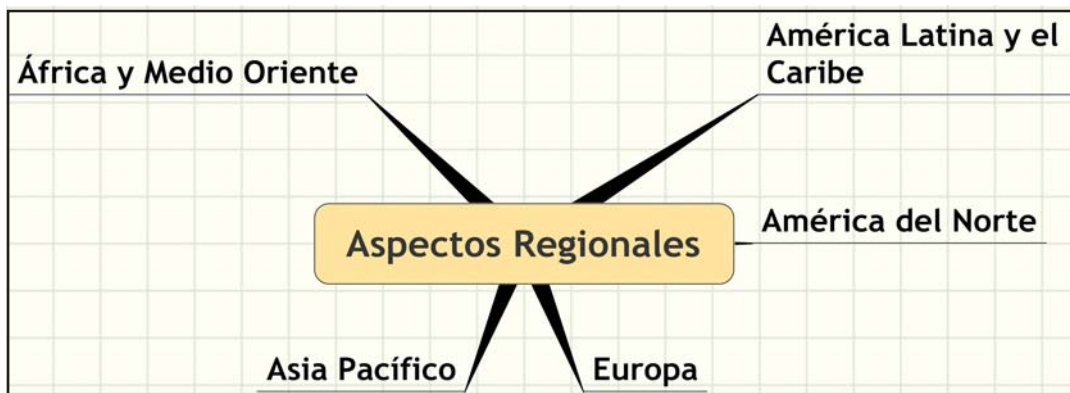 América Latina y el
Caribe
África y Medio Oriente
América del Norte
Aspectos Regionales
Asia Pacífico
Europa